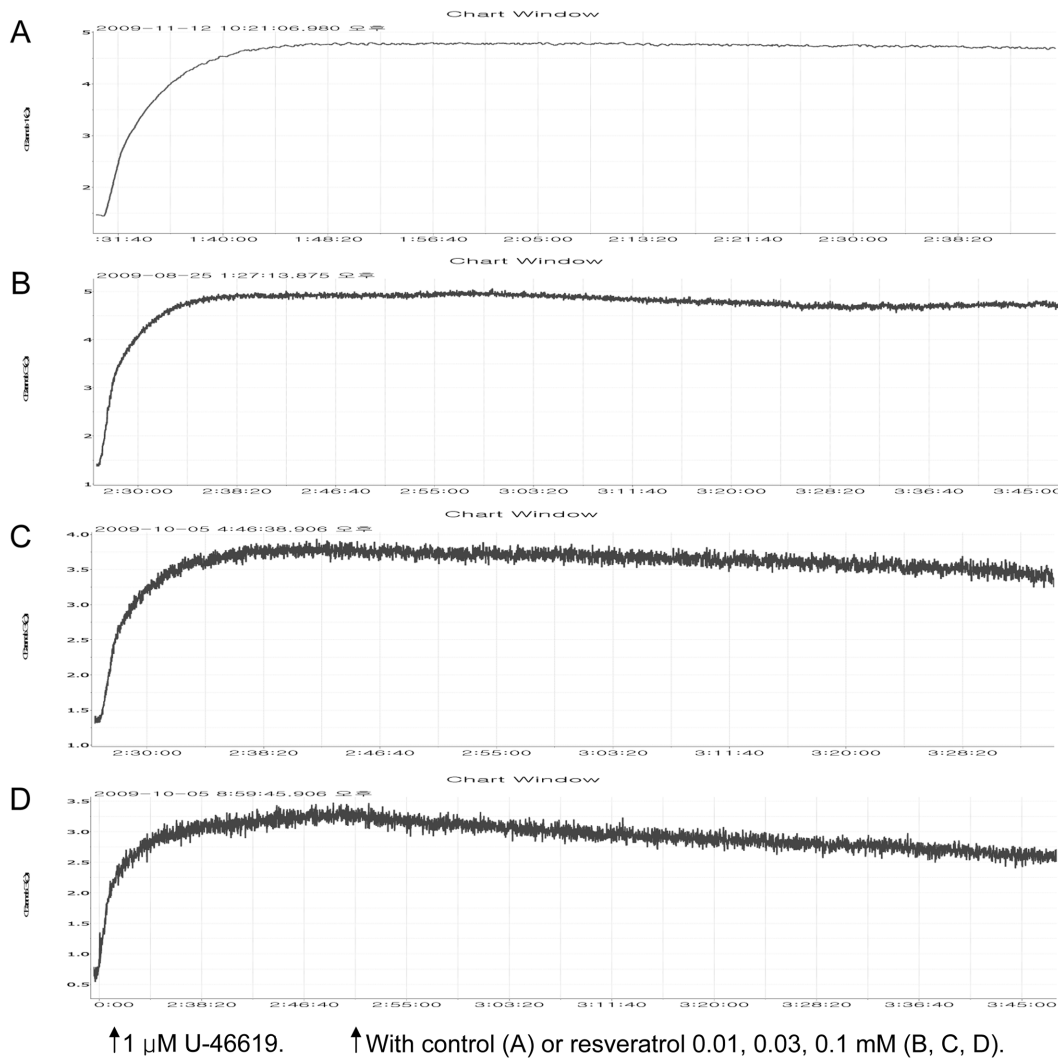 Chart Window
A
2009-11-12 10:21:06.980 오후
5
4
3
2
:31:40 1:40:00 1:48:20 1:56:40 2:05:00 2:13:20 2:21:40 2:30:00 2:38:20
Chart Window
B
2009-08-25 1:27:13.875 오후
5
4
3
2
1
2:30:00 2:38:20 2:46:40 2:55:00 3:03:20 3:11:40 3:20:00 3:28:20 3:36:40 3:45:00
Chart Window
C
2009-10-05 4:46:38.906 오후
4.0
3.5
3.0
2.5
2.0
1.5
1.0
2:30:00 2:38:20 2:46:40 2:55:00 3:03:20 3:11:40 3:20:00 3:28:20
Chart Window
D
2009-10-05 8:59:45.906 오후
3.5
3.0
2.5
2.0
1.5
1.0
0.5
0:00 2:38:20 2:46:40 2:55:00 3:03:20 3:11:40 3:20:00 3:28:20 3:36:40 3:45:00
1 μM U-46619. With control (A) or resveratrol 0.01, 0.03, 0.1 mM (B, C, D).